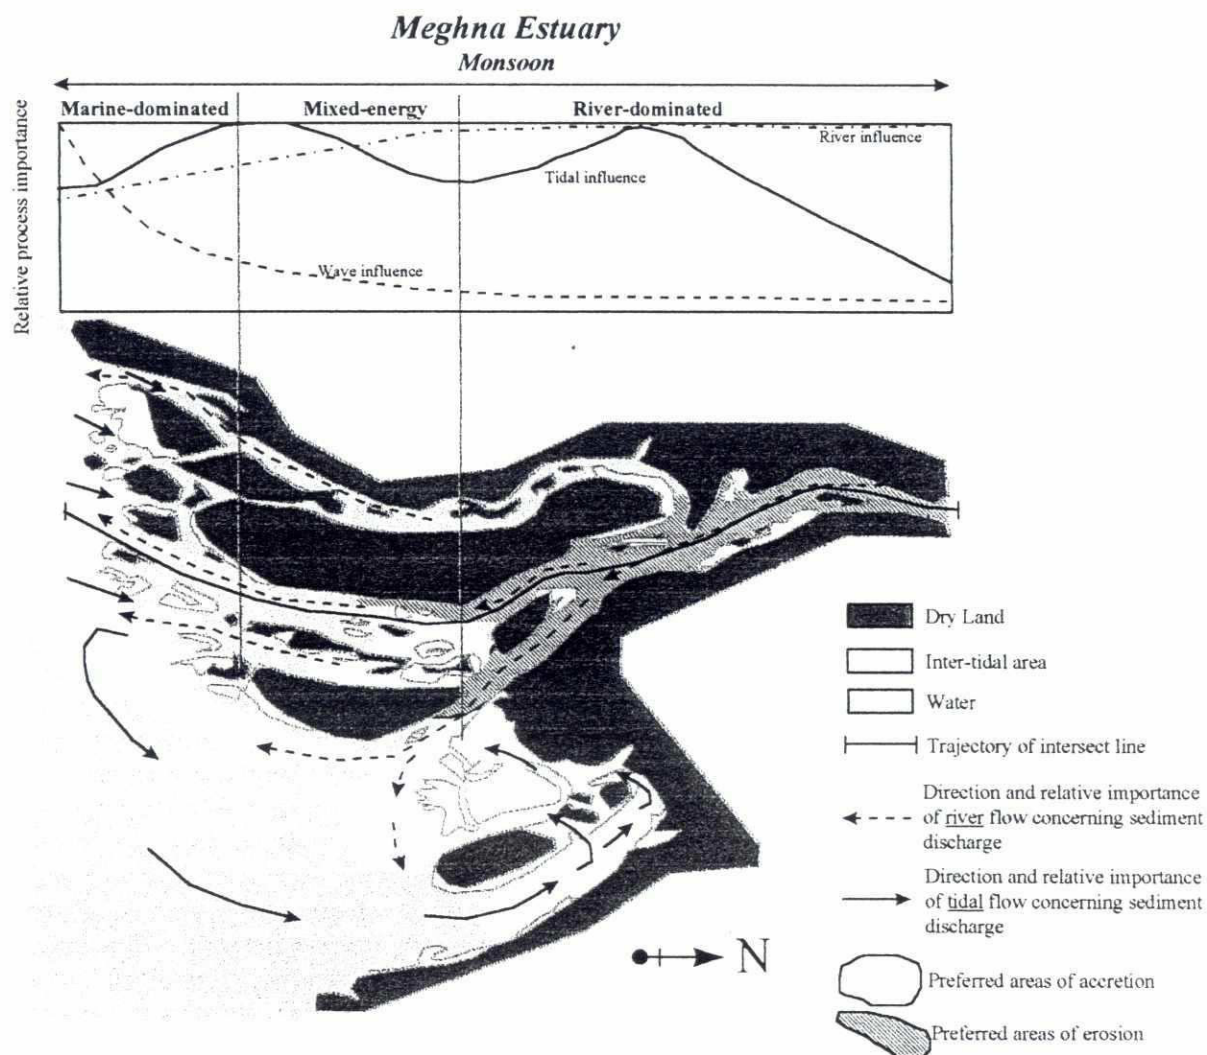 Meghna Estuary
Monsoon
Marine-dominated
Mixed-energy
River-dominated
Relative process importance
River influence
Tidal influence
Wave influence
Dry Land
Inter-tidal area
Water
Trajectory of intersect line
Direction and relative importance
of river flow concerning sediment
discharge
Direction and relative importance
of tidal flow concerning sediment
discharge
N
Preferred areas of accretion
Preferred areas of erosion